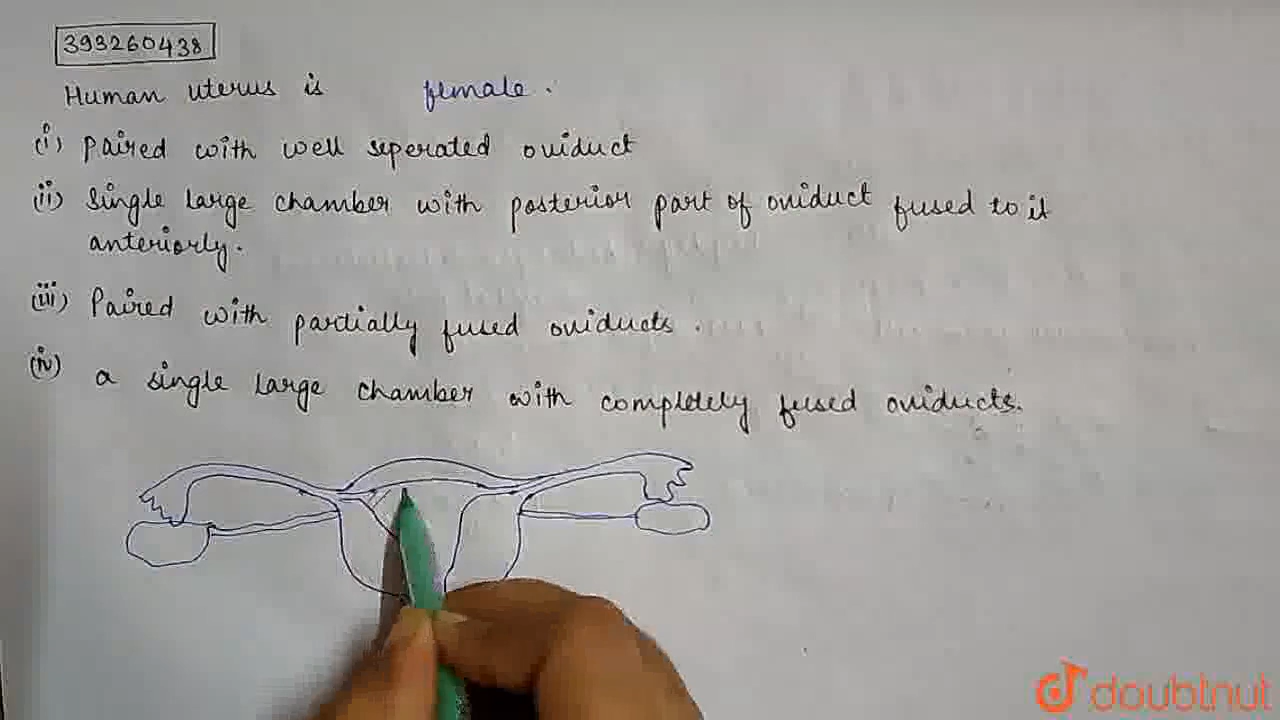 393260438
Human uterus is female.
(i) Paired with well seperated oviduct
(ii) Single large chamber with posterior part of oviduct fused to it
anteriorly.
(iii) Paired with partially fused oviducts.
(iv) a single large chamber with completely fused oviducts.
doubtnut